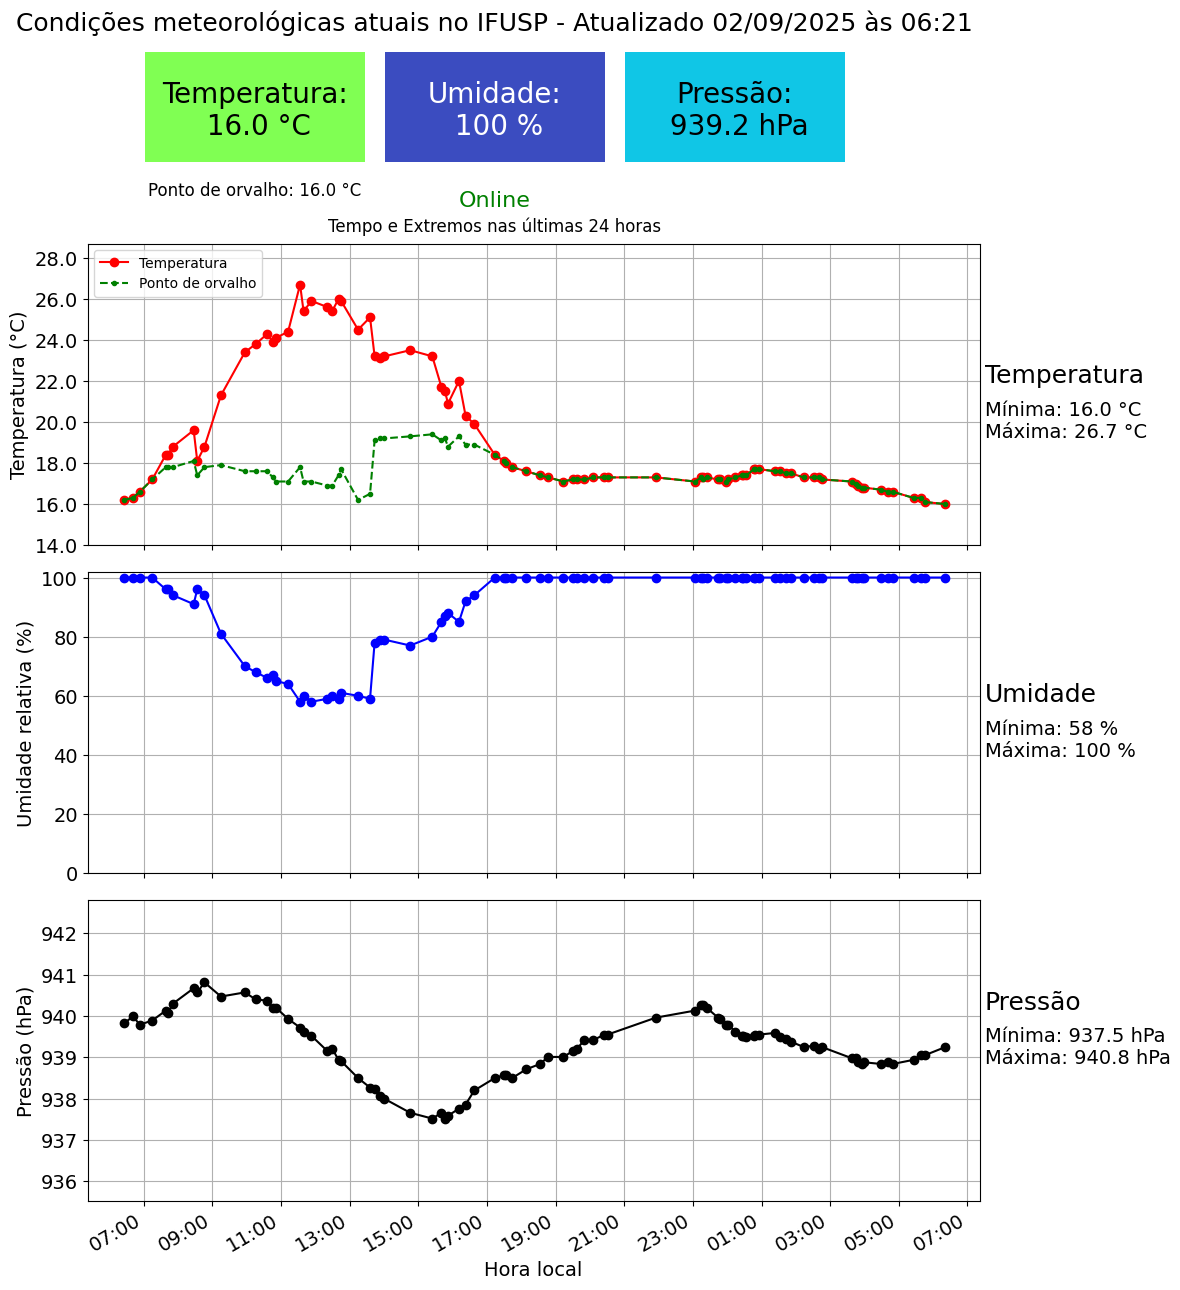 Condições meteorológicas atuais no IFUSP - Atualizado 02/09/2025 às 06:21
Temperatura:
16.0 °C
Umidade:
100 %
Pressão:
939.2 hPa
Ponto de orvalho: 16.0 °C
Online
Tempo e Extremos nas últimas 24 horas
Temperatura (°C)
28.0
26.0
24.0
22.0
20.0
18.0
16.0
14.0
Temperatura
Ponto de orvalho
Temperatura
Mínima: 16.0 °C
Máxima: 26.7 °C
Umidade relativa (%)
100
80
60
40
20
0
Umidade
Mínima: 58 %
Máxima: 100 %
Pressão (hPa)
942
941
940
939
938
937
936
Pressão
Mínima: 937.5 hPa
Máxima: 940.8 hPa
07:00
09:00
11:00
13:00
15:00
17:00
19:00
21:00
23:00
01:00
03:00
05:00
07:00
Hora local